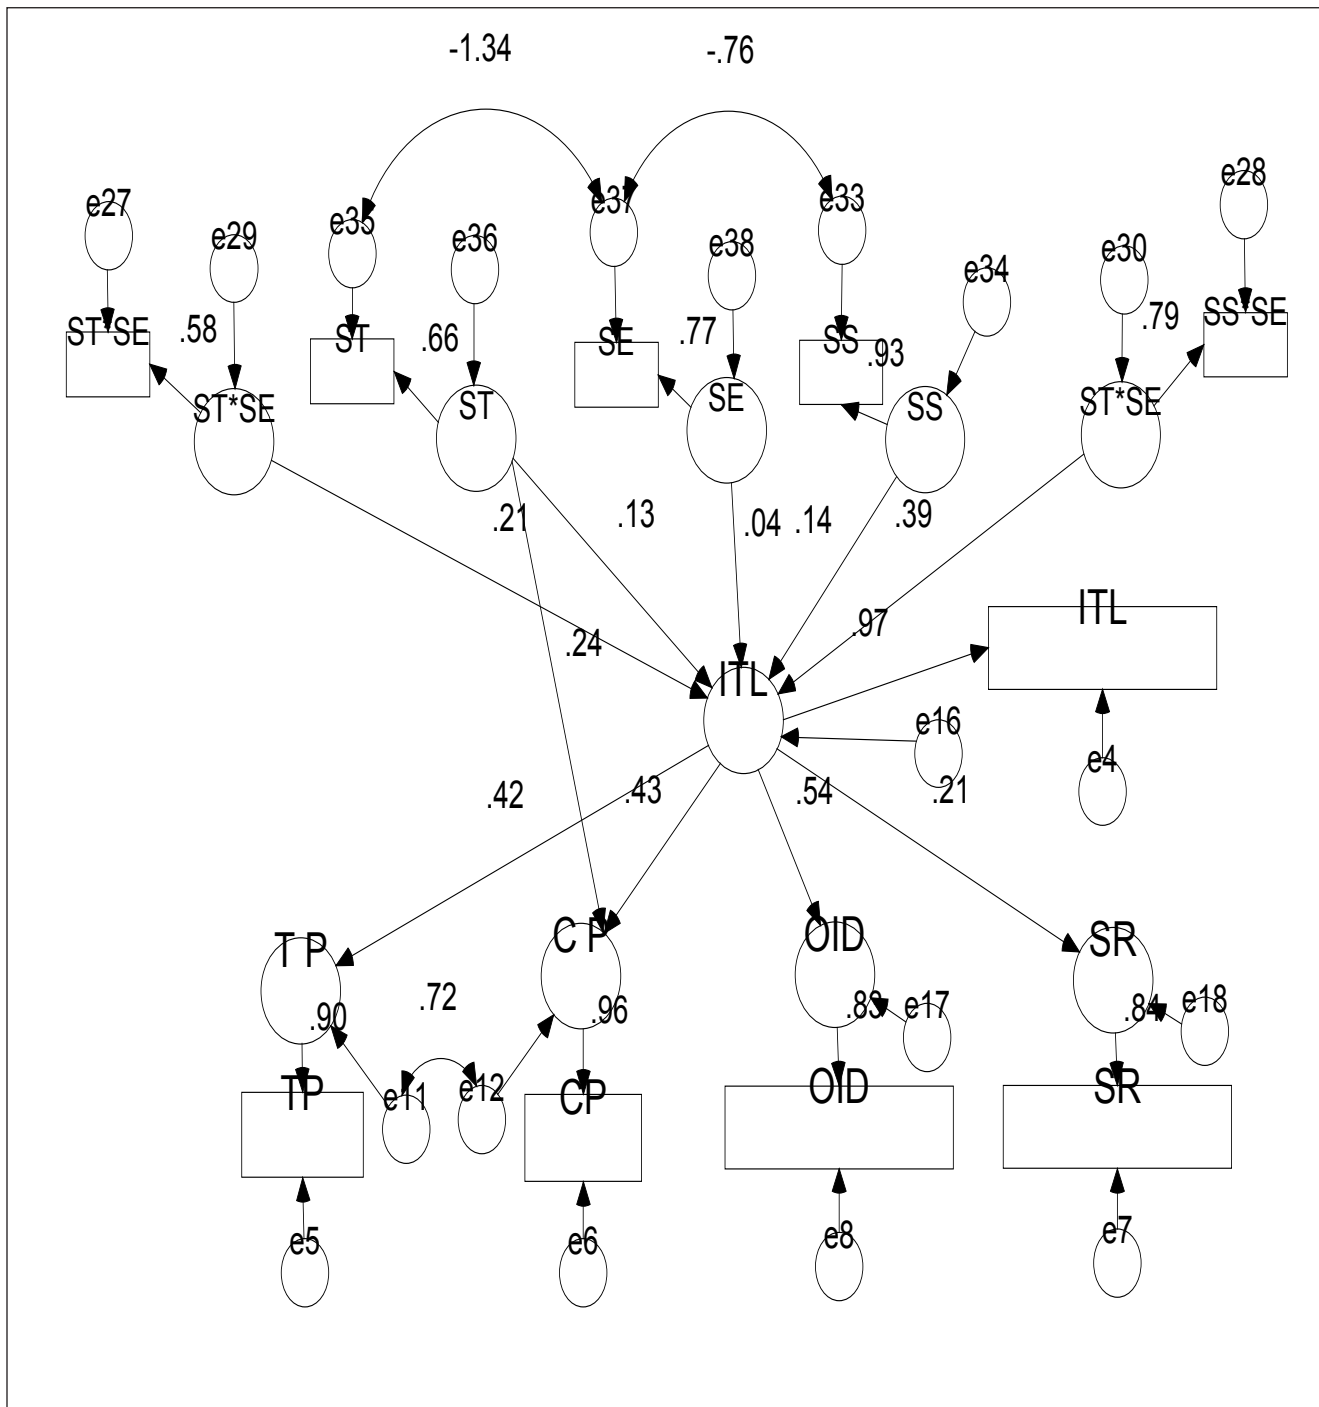 -1.34
-.76
e27
e29
e35
e36
e37
e38
e33
e34
e30
e28
ST*SE
.58
ST
.66
SE
.77
SS
.93
.79
SS*SE
ST*SE
ST
SE
SS
ST*SE
.21
.13
.04
.14
.39
.24
.97
ITL
ITL
e16
e4
.42
.43
.54
.21
T P
C P
OID
SR
.90
.72
.96
.83
e17
.84
e18
TP
e11
e12
CP
OID
SR
e5
e6
e8
e7